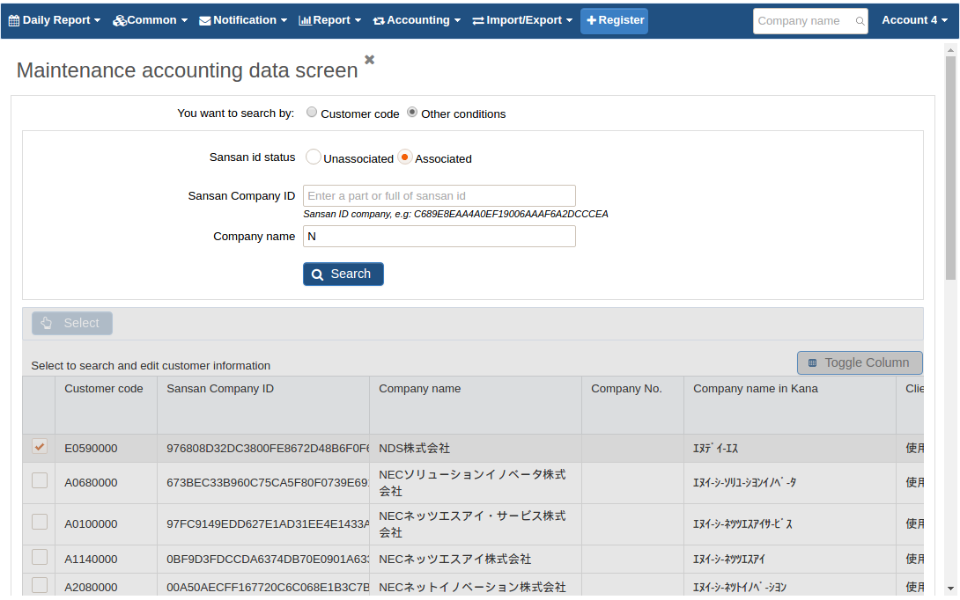 Daily Report Common Notification Report Accounting Import/Export Register Company name Account 4
Maintenance accounting data screen
You want to search by: Customer code Other conditions
Sansan id status Unassociated Associated
Sansan Company ID Enter a part or full of sansan id
Sansan ID company, e.g: C689E8EAA4A0EF19006AAAF6A2DCCCEA
Company name N
Search
Select
Select to search and edit customer information Toggle Column
Customer code Sansan Company ID Company name Company No. Company name in Kana Clie
E0590000 976808D32DC3800FE8672D48B6F0F6 NDS株式会社 ｴﾇﾃﾞｨｰｴｽ 使用
A0680000 673BEC33B960C75CA5F80F0739E69 NECソリューションイノベータ株式
会社 ｴﾇｲｰｼｰｿﾘﾕｰｼﾖﾝｲﾉﾍﾞｰﾀ 使用
A0100000 97FC9149EDD627E1AD31EE4E1433A NECネッツエスアイ・サービス株式
会社 ｴﾇｲｰｼｰﾈﾂﾂｴｽｱｲｻｰﾋﾞｽ 使用
A1140000 0BF9D3FDCCDA6374DB70E0901A633 NECネッツエスアイ株式会社 ｴﾇｲｰｼｰﾈﾂﾂｴｽｱｲ 使用
A2080000 00A50AECFF167720C6C068E1B3C7B NECネットイノベーション株式会社 ｴﾇｲｰｼｰﾈﾂﾄｲﾉﾍﾞｰｼﾖﾝ 使用